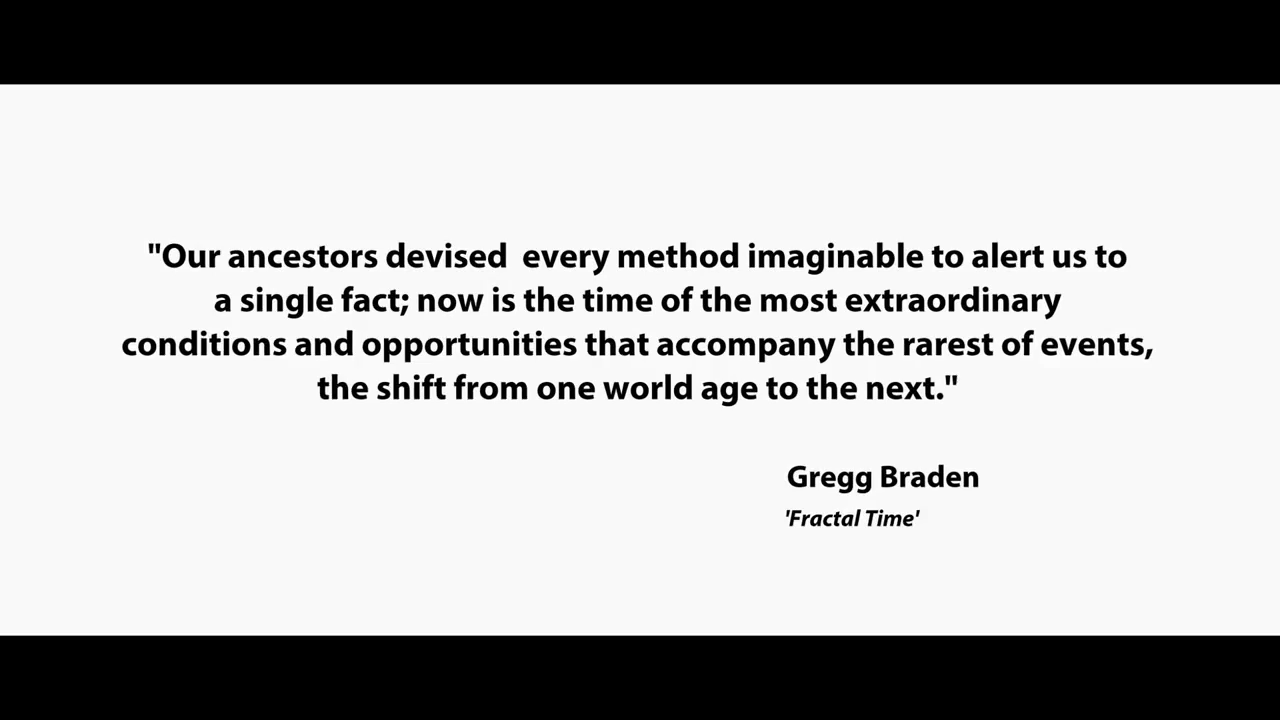 "Our ancestors devised  every method imaginable to alert us to
a single fact; now is the time of the most extraordinary
conditions and opportunities that accompany the rarest of events,
the shift from one world age to the next."
Gregg Braden
'Fractal Time'